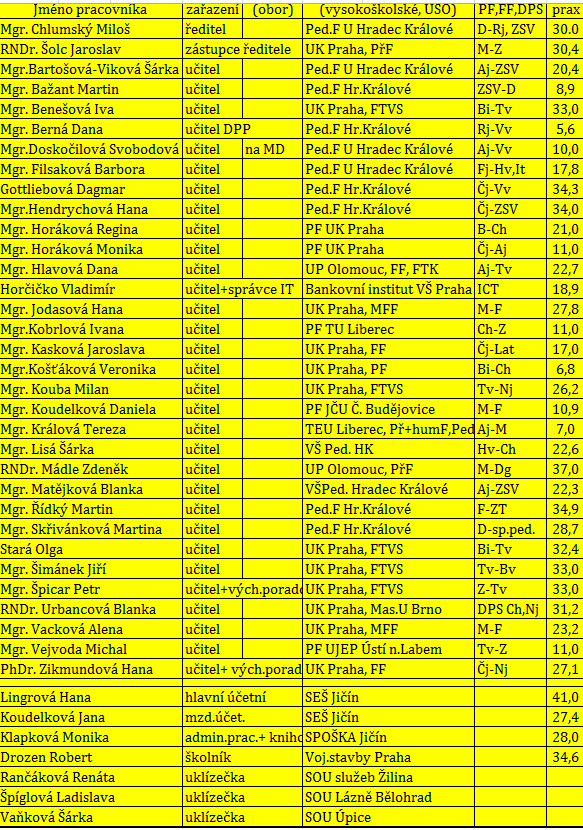 Jméno pracovníka zařazení (obor) (vysokoškolské, USO) PF,FF,DPS prax
Mgr. Chlumský Miloš ředitel Ped.F U Hradec Králové D-Rj, ZSV 30.0
RNDr. Šolc Jaroslav zástupce ředitele UK Praha, PřF M-Z 30,4
Mgr.Bartošová-Viková Šárka učitel Ped.F U Hradec Králové Aj-ZSV 20,4
Mgr. Bažant Martin učitel Ped.F Hr.Králové ZSV-D 8,9
Mgr. Benešová Iva učitel UK Praha, FTVS Bi-Tv 33,0
Mgr. Berná Dana učitel DPP Ped.F Hr.Králové Rj-Vv 5,6
Mgr.Doskočilová Svobodová učitel na MD Ped.F U Hradec Králové Aj-Vv 10,0
Mgr. Filsaková Barbora učitel Ped.F U Hradec Králové Fj-Hv,It 17,8
Gottliebová Dagmar učitel Ped.F Hr.Králové Čj-Vv 34,3
Mgr.Hendrychová Hana učitel Ped.F Hr.Králové Čj-ZSV 34,0
Mgr. Horáková Regina učitel PF UK Praha B-Ch 21,0
Mgr. Horáková Monika učitel PF UK Praha Čj-Aj 11,0
Mgr. Hlavová Dana učitel UP Olomouc, FF, FTK Aj-Tv 22,7
Horčičko Vladimír učitel+správce IT Bankovní institut VŠ Praha ICT 18,9
Mgr. Jodasová Hana učitel UK Praha, MFF M-F 27,8
Mgr.Kobrlová Ivana učitel PF TU Liberec Ch-Z 11,0
Mgr. Kasková Jaroslava učitel UK Praha, FF Čj-Lat 17,0
Mgr.Košťáková Veronika učitel UK Praha, PF Bi-Ch 6,8
Mgr. Kouba Milan učitel UK Praha, FTVS Tv-Nj 26,2
Mgr. Koudelková Daniela učitel PF JČU Č. Budějovice M-F 10,9
Mgr. Králová Tereza učitel TEU Liberec, Př+humF,Ped Aj-M 7,0
Mgr. Lisá Šárka učitel VŠ Ped. HK Hv-Ch 22,6
RNDr. Mádle Zdeněk učitel UP Olomouc, PřF M-Dg 37,0
Mgr. Matějková Blanka učitel VŠPed. Hradec Králové Aj-ZSV 22,3
Mgr. Řídký Martin učitel Ped.F Hr.Králové F-ZT 34,9
Mgr. Skřivánková Martina učitel Ped.F Hr.Králové D-sp.ped. 28,7
Stará Olga učitel UK Praha, FTVS Bi-Tv 32,4
Mgr. Šimánek Jiří učitel UK Praha, FTVS Tv-Bv 33,0
Mgr. Špicar Petr učitel+vých.porado UK Praha, FTVS Z-Tv 33,0
RNDr. Urbancová Blanka učitel UK Praha, Mas.U Brno DPS Ch,Nj 31,2
Mgr. Vacková Alena učitel UK Praha, MFF M-F 23,2
Mgr. Vejvoda Michal učitel PF UJEP Ústí n.Labem Tv-Z 11,0
PhDr. Zikmundová Hana učitel+ vých.porad UK Praha, FF Čj-Nj 27,1
Lingrová Hana hlavní účetní SEŠ Jičín 41,0
Koudelková Jana mzd.účet. SEŠ Jičín 27,4
Klapková Monika admin.prac.+ kniho SPOŠKA Jičín 28,0
Drozen Robert školník Voj.stavby Praha 34,6
Rančáková Renáta uklízečka SOU služeb Žilina
Špíglová Ladislava uklízečka SOU Lázně Bělohrad
Vaňková Šárka uklízečka SOU Úpice